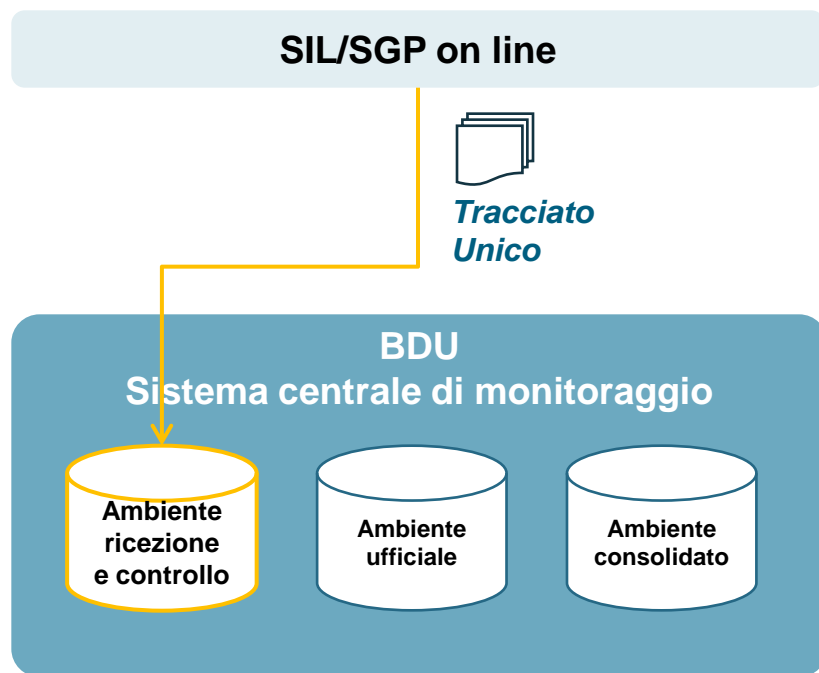 SIL/SGP on line
Tracciato
Unico
BDU
Sistema centrale di monitoraggio
Ambiente
ricezione
e controllo
Ambiente
ufficiale
Ambiente
consolidato